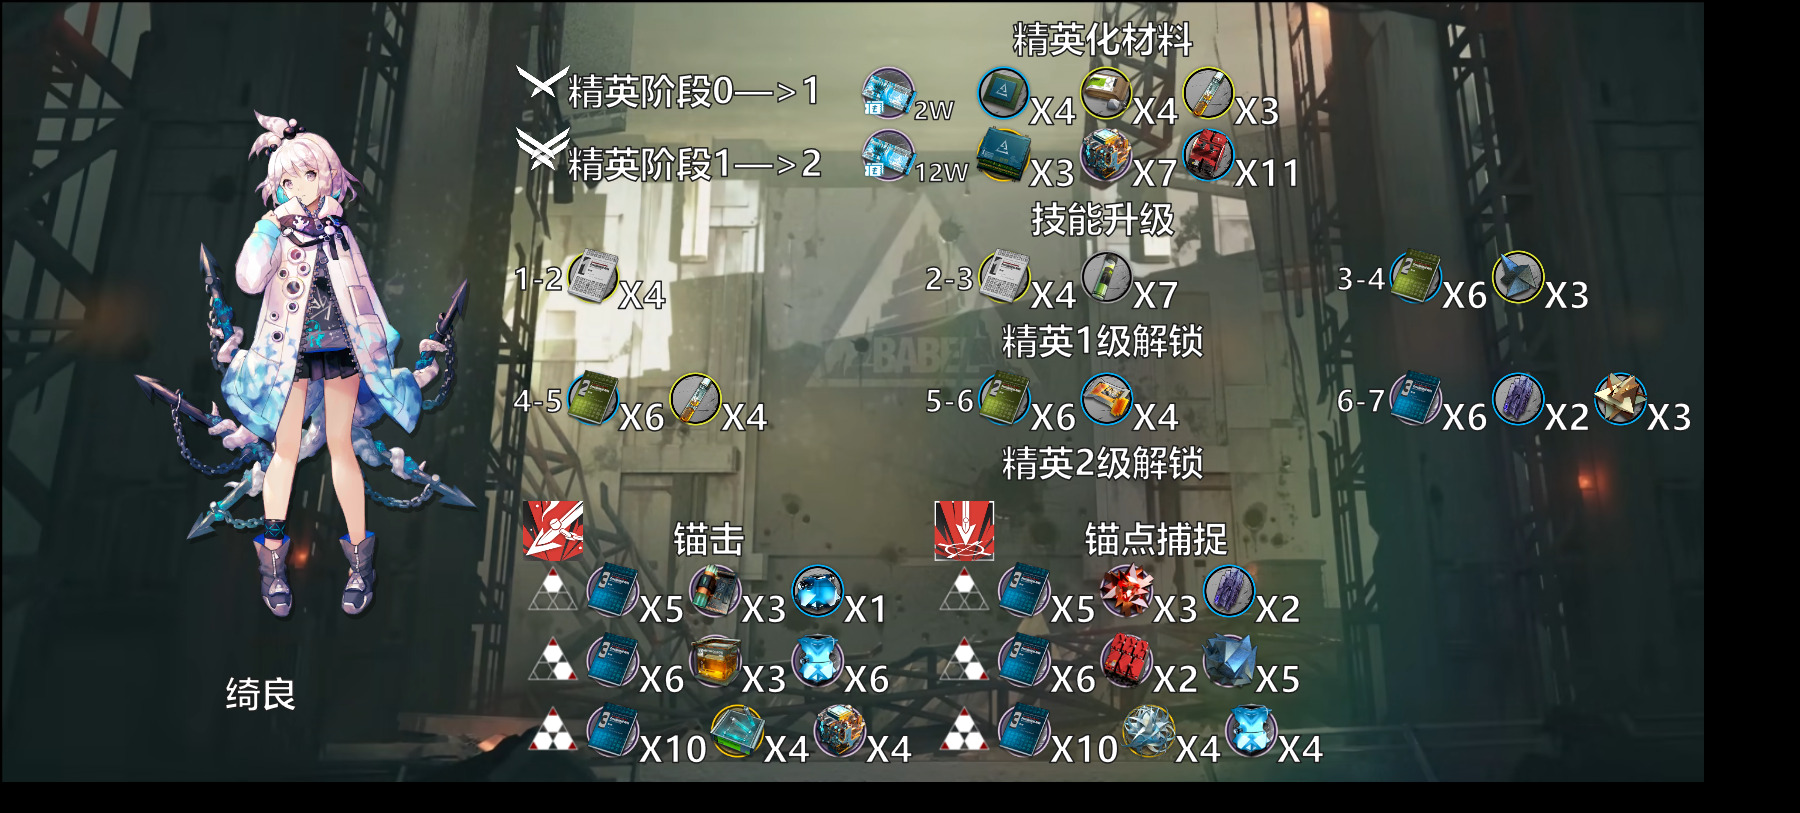 精英化材料
精英阶段0—>1 2W X4 X4 X3
精英阶段1—>2 12W X3 X7 X11
技能升级
1-2 X4 2-3 X4 X7 3-4 X6 X3
BABEL
精英1级解锁
4-5 X6 X4 5-6 X6 X4 6-7 X6 X2 X3
精英2级解锁
锚击 锚点捕捉
X5 X3 X1 X5 X3 X2
X6 X3 X6 X6 X2 X5
绮良
X10 X4 X4 X10 X4 X4